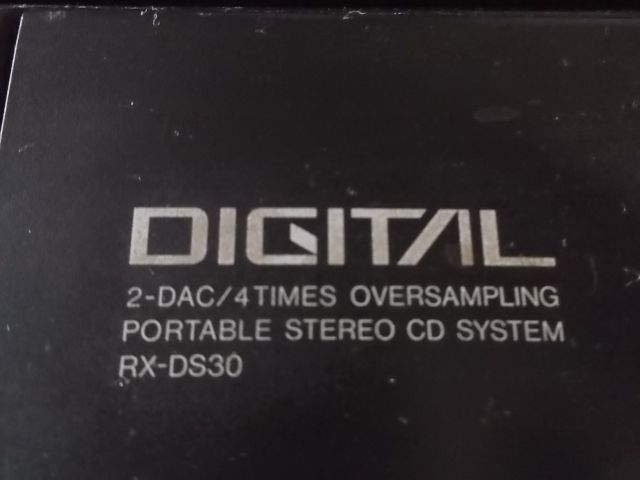 DIGITAL
2-DAC/4TIMES OVERSAMPLING
PORTABLE STEREO CD SYSTEM
RX-DS30